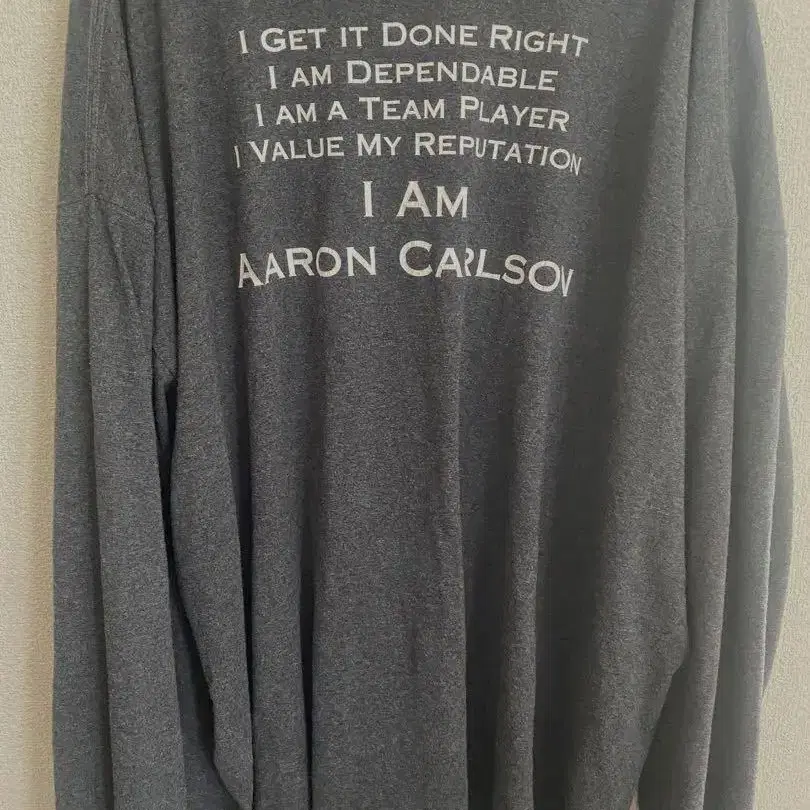 I GET IT DONE RIGHT
I AM DEPENDABLE
I AM A TEAM PLAYER
I VALUE MY REPUTATION
I AM
AARON CARLSON